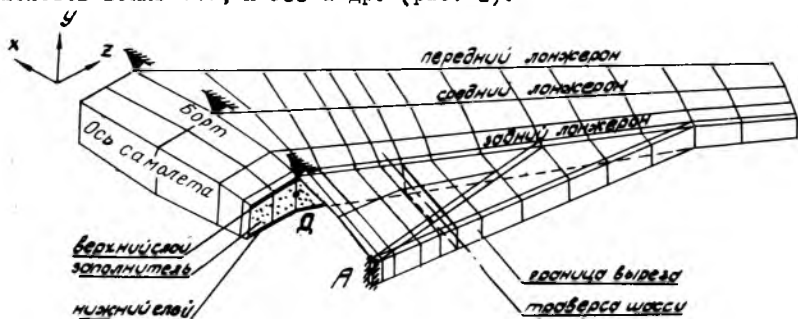 y
x
z
передний лонжерон
средний лонжерон
Борт
задний лонжерон
Ось самолета
Д
верхний слой
заполнитель
А
граница выреза
нижний слой
траверса шасси